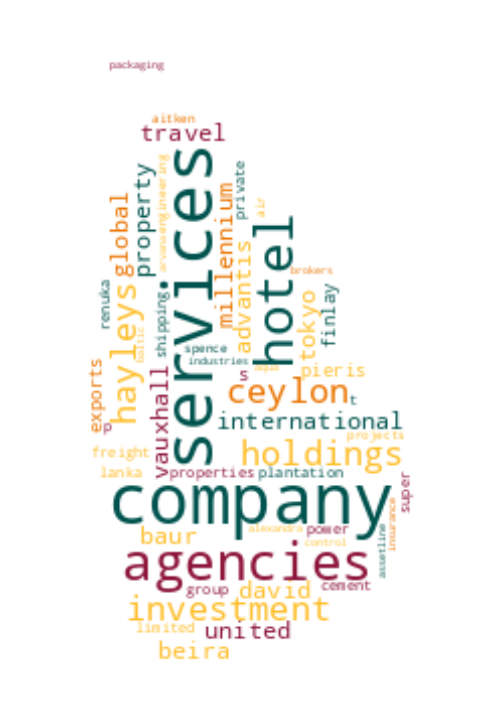 packaging
aitken
travel
services
property
global
arvanaengineering
millennium
private
air
hotel
brokers
advantis
tokyo
finlay
renuka
hayleys
shipping
baltic
spence
industries
aqua
s
pieris
exports
p
vauxhall
ceylon
t
international
projects
freight
holdings
lanka
properties
plantation
super
company
insurance
assetline
baur
alexandra
power
control
agencies
group
david
cement
investment
limited
united
beira